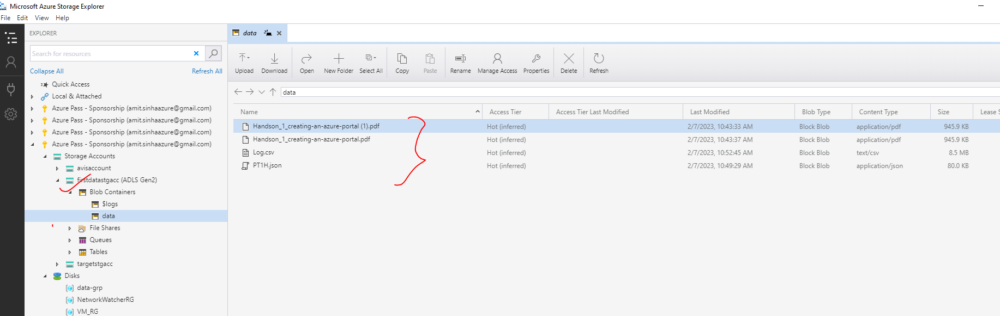 Microsoft Azure Storage Explorer
File Edit View Help
EXPLORER
Search for resources
Collapse All Refresh All
Quick Access
Local & Attached
Azure Pass - Sponsorship (amit.sinhaazure@gmail.com)
Azure Pass - Sponsorship (amit.sinhaazure@gmail.com)
Azure Pass - Sponsorship (amit.sinhaazure@gmail.com)
Azure Pass - Sponsorship (amit.sinhaazure@gmail.com)
Storage Accounts
avisaccount
firstdatastgacc (ADLS Gen2)
Blob Containers
$logs
data
File Shares
Queues
Tables
targetstgacc
Disks
data-grp
NetworkWatcherRG
VM_RG
data
Upload Download Open New Folder Select All Copy Paste Rename Manage Access Properties Delete Refresh
data
Name Access Tier Access Tier Last Modified Last Modified Blob Type Content Type Size Lease S
Handson_1_creating-an-azure-portal (1).pdf Hot (inferred) 2/7/2023, 10:43:33 AM Block Blob application/pdf 945.9 KB
Handson_1_creating-an-azure-portal.pdf Hot (inferred) 2/7/2023, 10:43:37 AM Block Blob application/pdf 945.9 KB
Log.csv Hot (inferred) 2/7/2023, 10:52:45 AM Block Blob text/csv 8.5 MB
PT1H.json Hot (inferred) 2/7/2023, 10:49:29 AM Block Blob application/json 80.0 KB